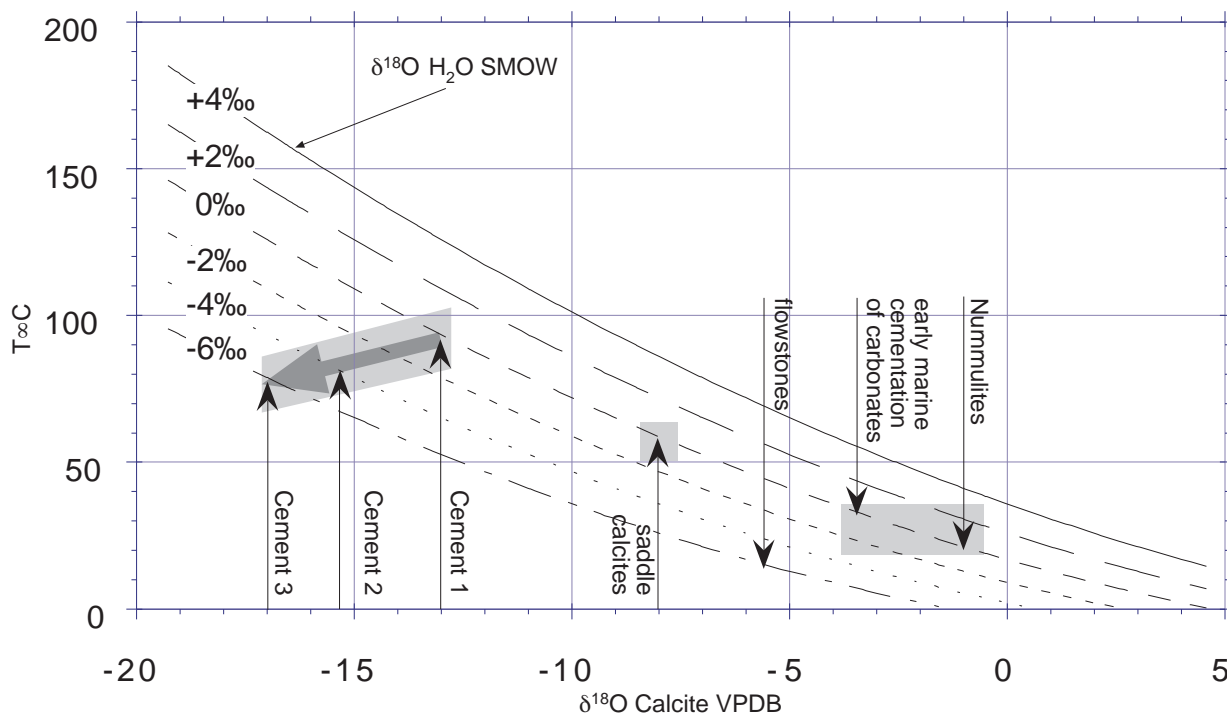 200
150
100
50
0
T∞C
δ¹⁸O H₂O SMOW
+4‰
+2‰
0‰
-2‰
-4‰
-6‰
flowstones
early marine
cementation
of carbonates
Nummulites
Cement 3
Cement 2
Cement 1
saddle
calcites
-20
-15
-10
-5
0
5
δ¹⁸O Calcite VPDB